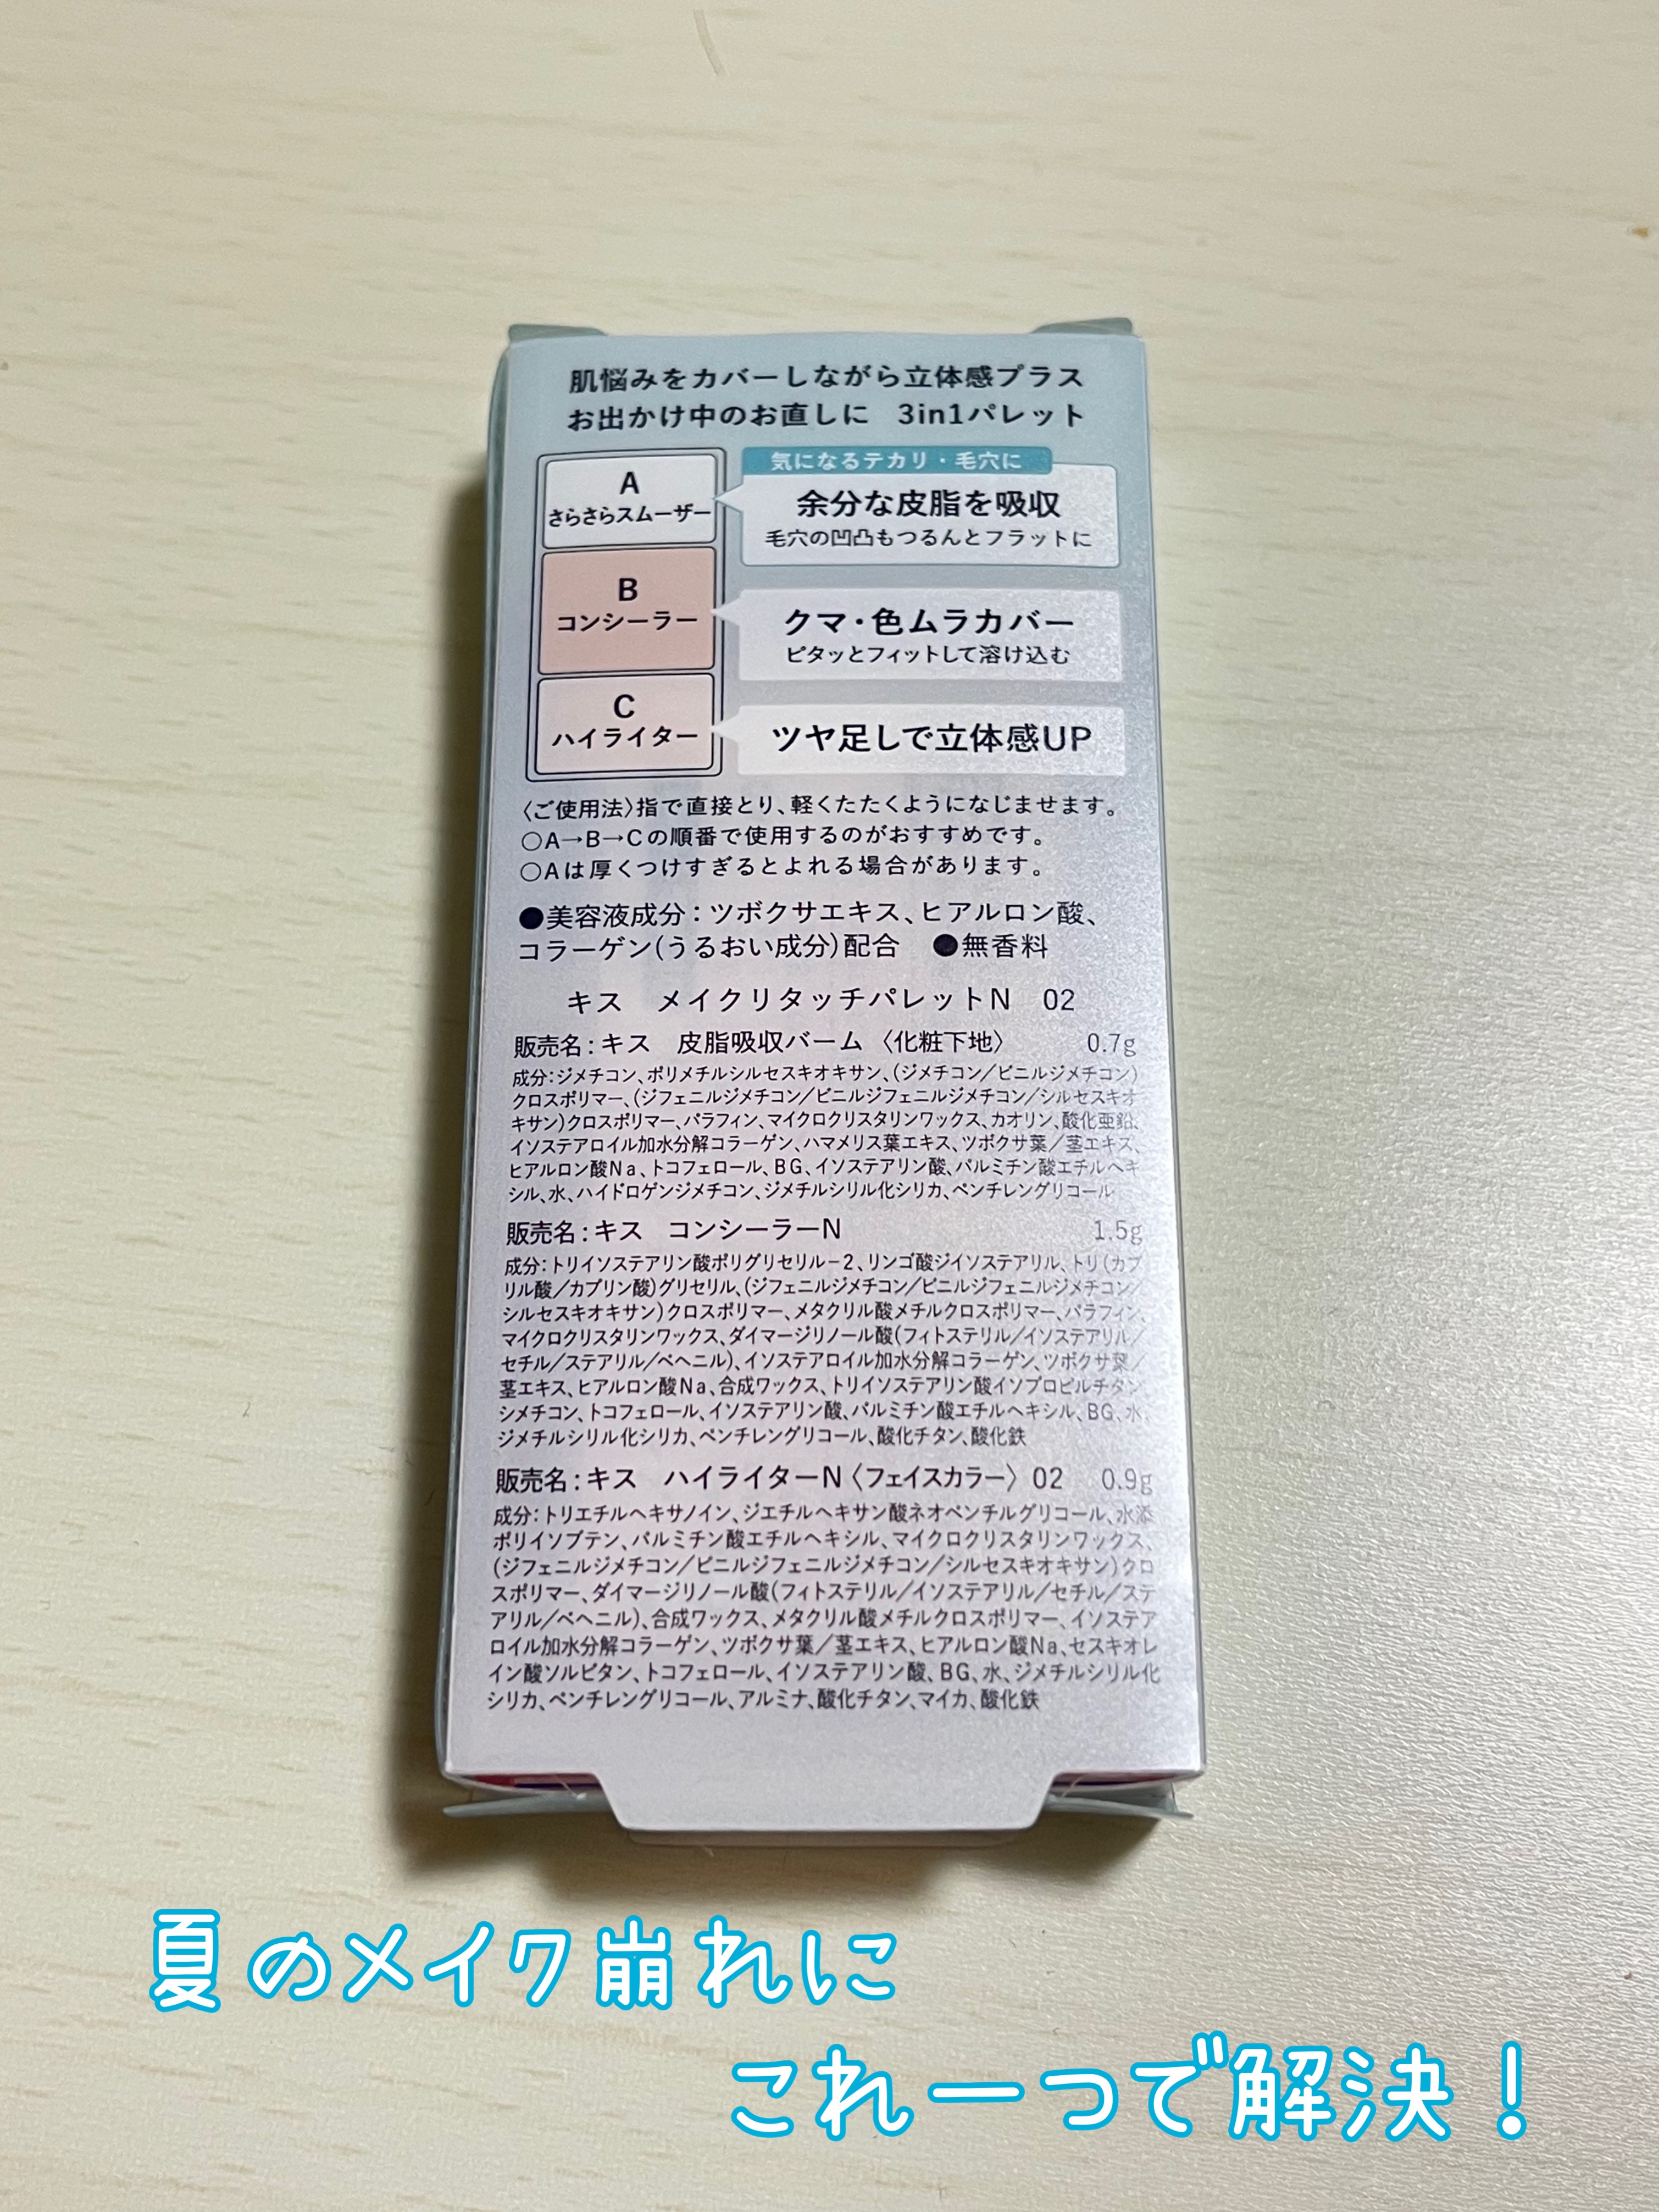 肌悩みをカバーしながら立体感プラス
お出かけ中のお直しに 3in1パレット
A
さらさらスムーザー
気になるテカリ・毛穴に
余分な皮脂を吸収
毛穴の凹凸もつるんとフラットに
B
コンシーラー
クマ・色ムラカバー
ピタッとフィットして溶け込む
C
ハイライター
ツヤ足しで立体感UP
〈ご使用法〉指で直接とり、軽くたたくようになじませます。
○A→B→Cの順番で使用するのがおすすめです。
○Aは厚くつけすぎるとよれる場合があります。
●美容液成分：ツボクサエキス、ヒアルロン酸、
コラーゲン(うるおい成分)配合 ●無香料
キス メイクリタッチパレットN 02
販売名：キス 皮脂吸収バーム〈化粧下地〉 0.7g
成分：ジメチコン、ポリメチルシルセスキオキサン、(ジメチコン／ビニルジメチコン)
クロスポリマー、(ジフェニルジメチコン／ビニルジフェニルジメチコン／シルセスキオ
キサン)クロスポリマー、パラフィン、マイクロクリスタリンワックス、カオリン、酸化亜鉛、
イソステアロイル加水分解コラーゲン、ハマメリス葉エキス、ツボクサ葉／茎エキス、
ヒアルロン酸Na、トコフェロール、BG、イソステアリン酸、パルミチン酸エチルヘキ
シル、水、ハイドロゲンジメチコン、ジメチルシリル化シリカ、ペンチレングリコール
販売名：キス コンシーラーN 1.5g
成分：トリイソステアリン酸ポリグリセリル－2、リンゴ酸ジイソステアリル、トリ(カプ
リル酸／カプリン酸)グリセリル、(ジフェニルジメチコン／ビニルジフェニルジメチコン／
シルセスキオキサン)クロスポリマー、メタクリル酸メチルクロスポリマー、パラフィン、
マイクロクリスタリンワックス、ダイマージリノール酸(フィトステリル／イソステアリル／
セチル／ステアリル／ベヘニル)、イソステアロイル加水分解コラーゲン、ツボクサ葉／
茎エキス、ヒアルロン酸Na、合成ワックス、トリイソステアリン酸イソプロピルチタン、
シメチコン、トコフェロール、イソステアリン酸、パルミチン酸エチルヘキシル、BG、水、
ジメチルシリル化シリカ、ペンチレングリコール、酸化チタン、酸化鉄
販売名：キス ハイライターN〈フェイスカラー〉02 0.9g
成分：トリエチルヘキサノイン、ジエチルヘキサン酸ネオペンチルグリコール、水添
ポリイソブテン、パルミチン酸エチルヘキシル、マイクロクリスタリンワックス、
(ジフェニルジメチコン／ビニルジフェニルジメチコン／シルセスキオキサン)クロ
スポリマー、ダイマージリノール酸(フィトステリル／イソステアリル／セチル／ステ
アリル／ベヘニル)、合成ワックス、メタクリル酸メチルクロスポリマー、イソステア
ロイル加水分解コラーゲン、ツボクサ葉／茎エキス、ヒアルロン酸Na、セスキオレ
イン酸ソルビタン、トコフェロール、イソステアリン酸、BG、水、ジメチルシリル化
シリカ、ペンチレングリコール、アルミナ、酸化チタン、マイカ、酸化鉄
夏のメイク崩れに
これ一つで解決！